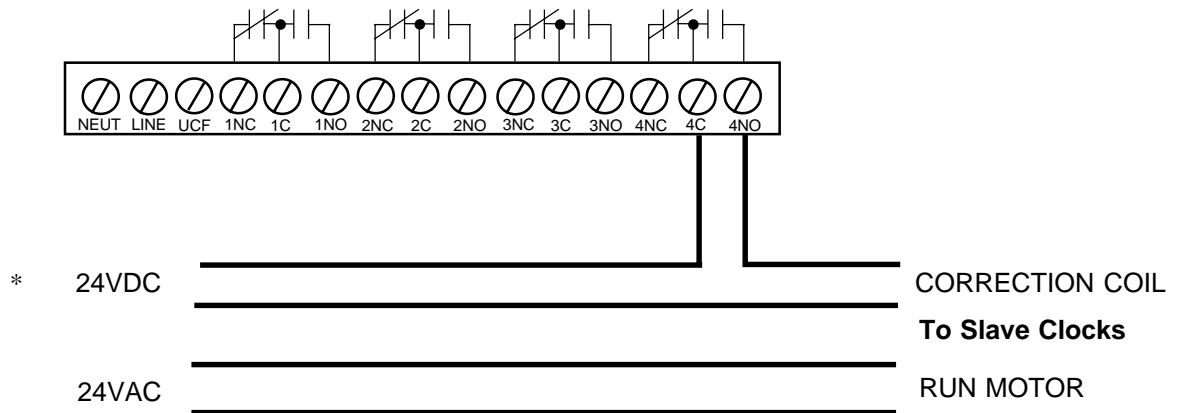 NEUT LINE UCF 1NC 1C 1NO 2NC 2C 2NO 3NC 3C 3NO 4NC 4C 4NO
* 24VDC CORRECTION COIL
To Slave Clocks
24VAC RUN MOTOR